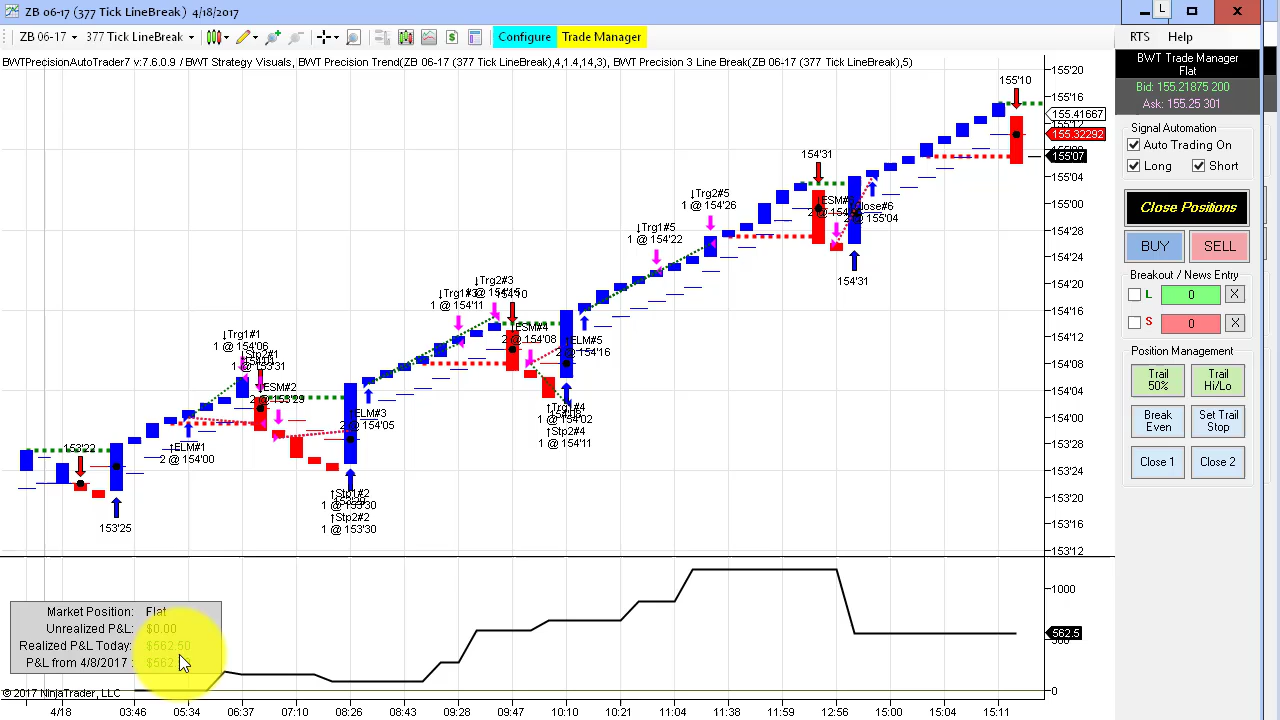 ZB 06-17 (377 Tick LineBreak) 4/18/2017
L
ZB 06-17
377 Tick LineBreak
Configure
Trade Manager
RTS Help
BWTPrecisionAutoTrader7 v:7.6.0.9 / BWT Strategy Visuals, BWT Precision Trend(ZB 06-17 (377 Tick LineBreak),4,1.4,14,3), BWT Precision 3 Line Break(ZB 06-17 (377 Tick LineBreak),5)
BWT Trade Manager
Flat
Bid: 155.21875 200
Ask: 155.25 301
Signal Automation
Auto Trading On
Long
Short
Close Positions
BUY
SELL
Breakout / News Entry
L
0
X
S
0
X
Trail
50%
Trail
Hi/Lo
Break
Even
Set Trail
Stop
Close 1
Close 2
155'10
154'31
↓Trg2#5
1 @ 154'26
↓Trg1#5
1 @ 154'22
155'04
154'31
↓Trg2#3
1 @ 154'11
↓Trg1#1
1 @ 154'06
2 @ 154'08
↑ELM#5
2 @ 154'16
↑ELM#3
2 @ 154'05
1 @ 154'02
↑Stp2#4
1 @ 154'11
153'22
↑ELM#1
2 @ 154'00
153'25
↑Stp1#2
1 @ 153'30
↑Stp2#2
1 @ 153'30
155'20
155'16
155.41667
155'12
155.32292
155'07
155'04
155'00
154'28
154'24
154'20
154'16
154'12
154'08
154'04
154'00
153'28
153'24
153'20
153'16
153'12
1000
562.5
0
Market Position: Flat
Unrealized P&L: $0.00
Realized P&L Today: $562.50
P&L from 4/8/2017 :
© 2017 NinjaTrader, LLC
4/18 03:46 05:34 06:37 07:10 08:26 08:43 09:28 09:47 10:10 10:21 11:04 11:59 12:56 15:00 15:04 15:11